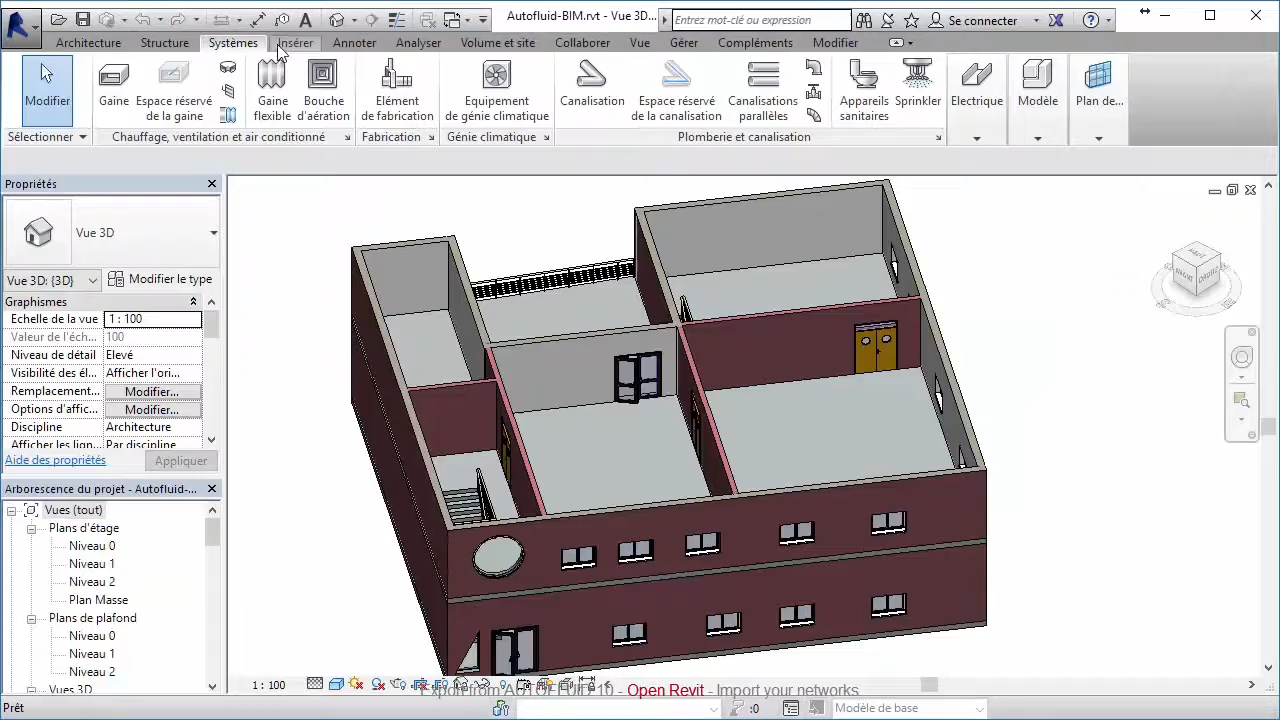 Autofluid-BIM.rvt - Vue 3D...
Entrez mot-clé ou expression
Se connecter
Architecture Structure Systèmes Insérer Annoter Analyser Volume et site Collaborer Vue Gérer Compléments Modifier
Modifier
Gaine
Espace réservé
de la gaine
Gaine
flexible
Bouche
d'aération
Elément
de fabrication
Equipement
de génie climatique
Canalisation
Espace réservé
de la canalisation
Canalisations
parallèles
Appareils
sanitaires
Sprinkler
Electrique
Modèle
Plan de...
Sélectionner Chauffage, ventilation et air conditionné Fabrication Génie climatique Plomberie et canalisation
Propriétés
Vue 3D
Vue 3D: {3D} Modifier le type
Graphismes
Echelle de la vue 1 : 100
Valeur de l'éch... 100
Niveau de détail Elevé
Visibilité des él... Afficher l'ori...
Remplacement... Modifier...
Options d'affic... Modifier...
Discipline Architecture
Afficher les lign... Par discipline
Aide des propriétés Appliquer
Arborescence du projet - Autofluid-...
Vues (tout)
Plans d'étage
Niveau 0
Niveau 1
Niveau 2
Plan Masse
Plans de plafond
Niveau 0
Niveau 1
Niveau 2
Vues 3D
1 : 100
Export from AUTOFLUID 10 - Open Revit - Import your networks
Prêt
:0
Modèle de base